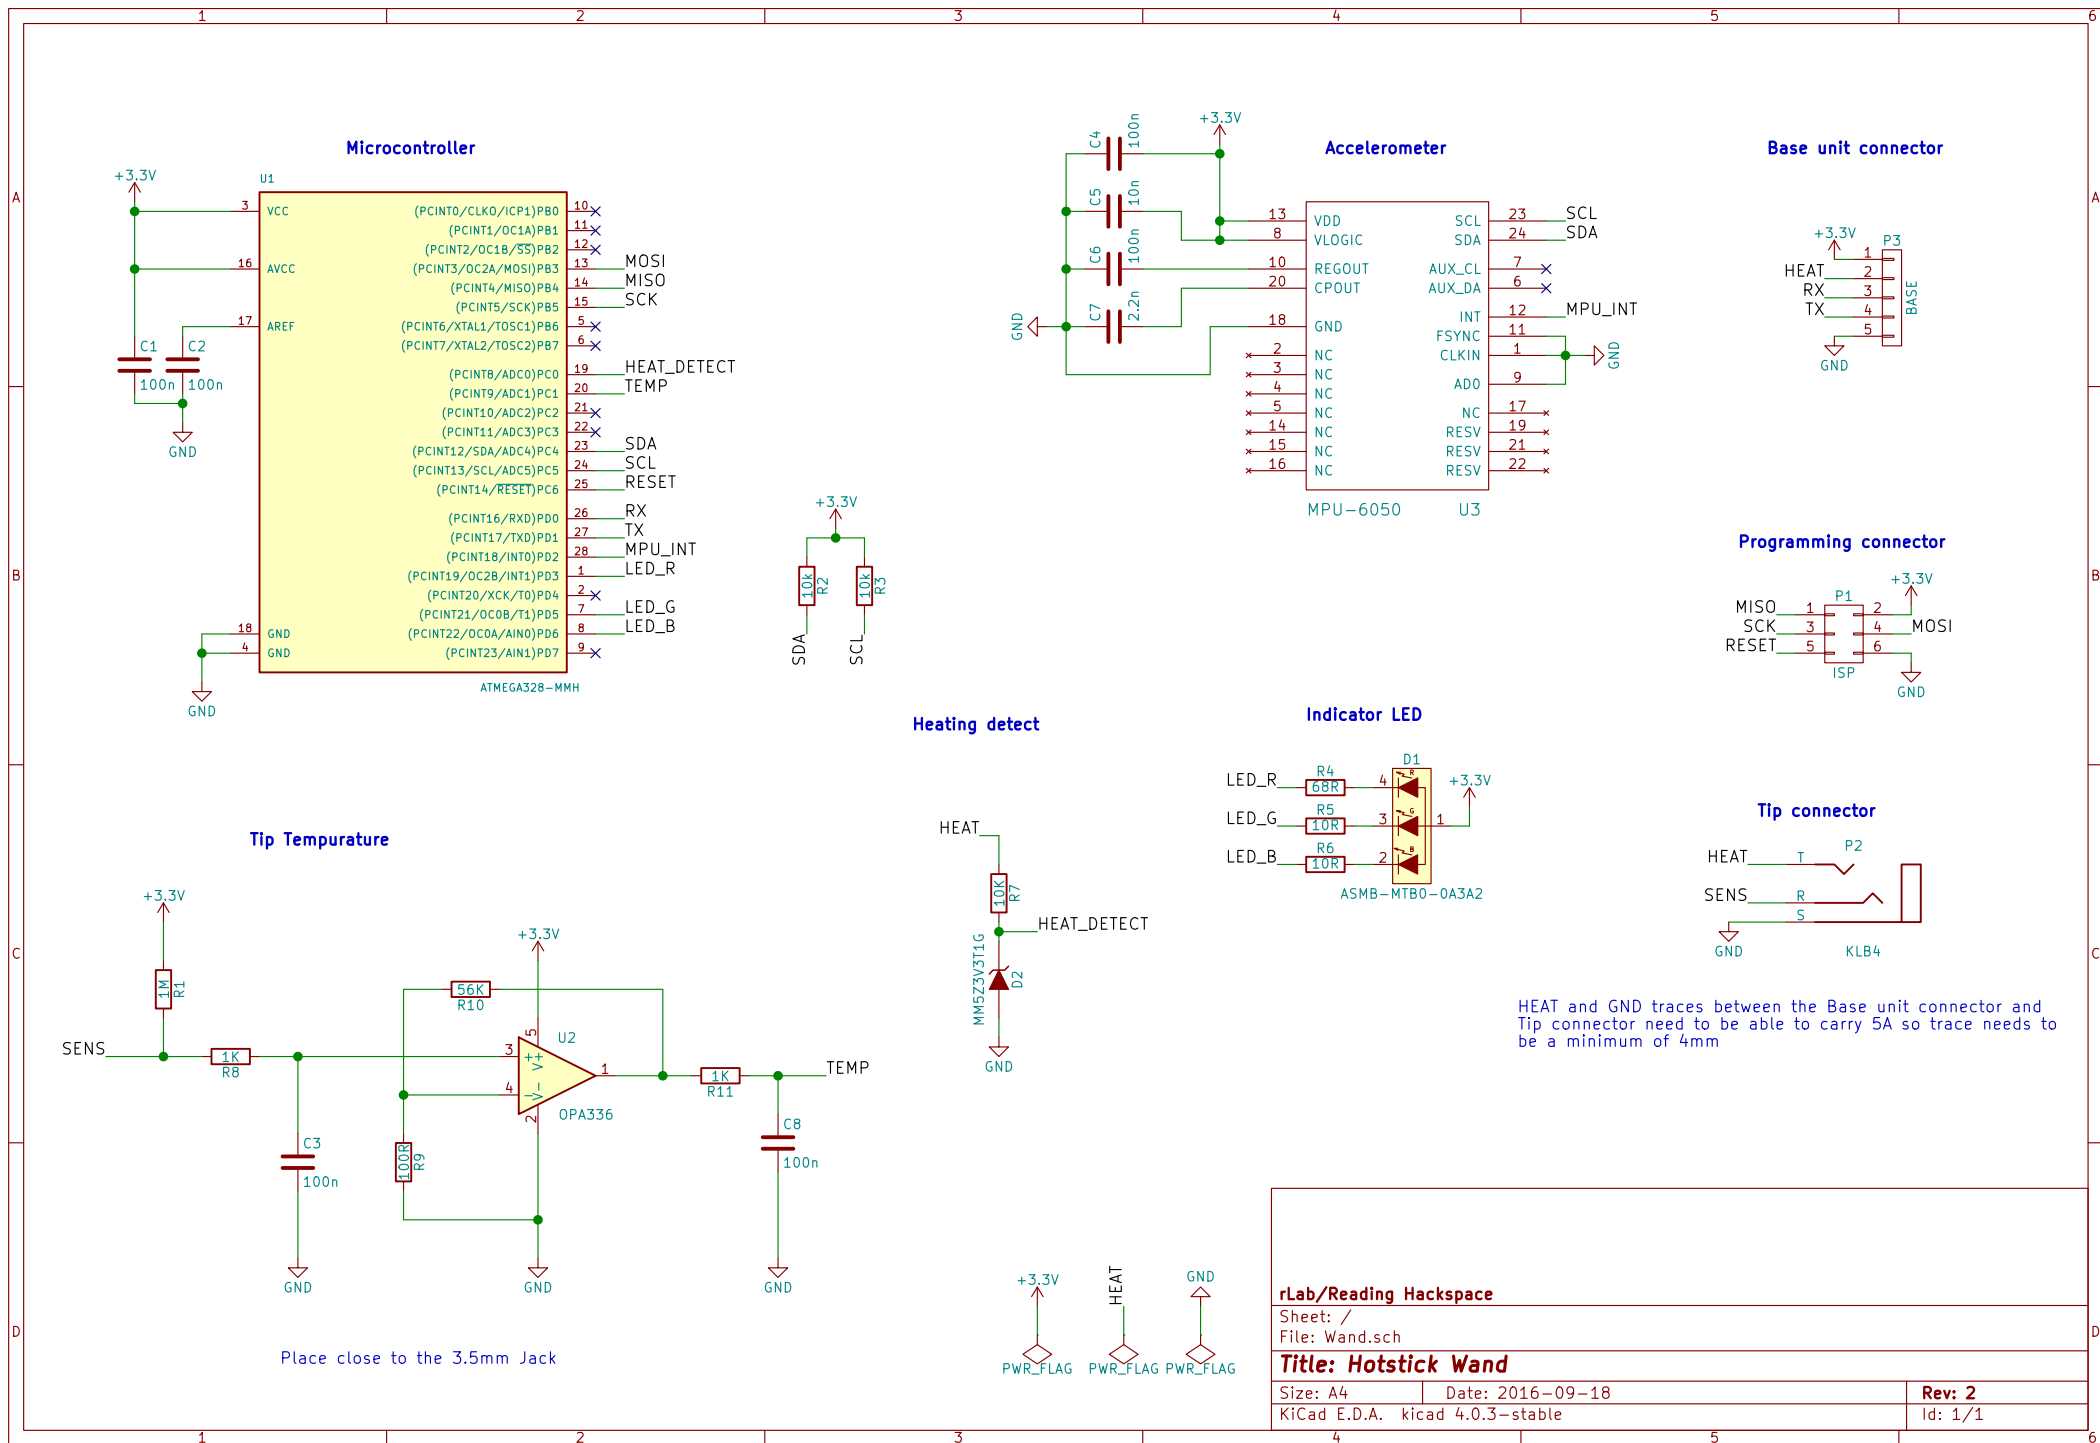 1 2 3 4 5 6
A
B
C
D
A
B
C
D
Microcontroller
+3.3V
U1
3 VCC
16 AVCC
17 AREF
18 GND
4 GND
C1
100n
C2
100n
GND
GND
(PCINT0/CLKO/ICP1)PB0 10
(PCINT1/OC1A)PB1 11
(PCINT2/OC1B/SS)PB2 12
(PCINT3/OC2A/MOSI)PB3 13 MOSI
(PCINT4/MISO)PB4 14 MISO
(PCINT5/SCK)PB5 15 SCK
(PCINT6/XTAL1/TOSC1)PB6 5
(PCINT7/XTAL2/TOSC2)PB7 6
(PCINT8/ADC0)PC0 19 HEAT_DETECT
(PCINT9/ADC1)PC1 20 TEMP
(PCINT10/ADC2)PC2 21
(PCINT11/ADC3)PC3 22
(PCINT12/SDA/ADC4)PC4 23 SDA
(PCINT13/SCL/ADC5)PC5 24 SCL
(PCINT14/RESET)PC6 25 RESET
(PCINT16/RXD)PD0 26 RX
(PCINT17/TXD)PD1 27 TX
(PCINT18/INT0)PD2 28 MPU_INT
(PCINT19/OC2B/INT1)PD3 1 LED_R
(PCINT20/XCK/T0)PD4 2
(PCINT21/OC0B/T1)PD5 7 LED_G
(PCINT22/OC0A/AIN0)PD6 8 LED_B
(PCINT23/AIN1)PD7 9
ATMEGA328-MMH
+3.3V
10k R2
10k R3
SDA
SCL
Accelerometer
+3.3V
C4 100n
C5 10n
C6 100n
C7 2.2n
GND
13 VDD
8 VLOGIC
10 REGOUT
20 CPOUT
18 GND
2 NC
3 NC
4 NC
5 NC
14 NC
15 NC
16 NC
SCL 23 SCL
SDA 24 SDA
AUX_CL 7
AUX_DA 6
INT 12 MPU_INT
FSYNC 11
CLKIN 1
AD0 9
GND
NC 17
RESV 19
RESV 21
RESV 22
MPU-6050 U3
Base unit connector
+3.3V
P3
1
HEAT 2
RX 3
TX 4
5
BASE
GND
Programming connector
+3.3V
P1
MISO 1 2
SCK 3 4 MOSI
RESET 5 6
ISP
GND
Heating detect
HEAT
10K R7
HEAT_DETECT
MM5Z3V3T1G
D2
GND
Indicator LED
D1
LED_R R4 68R 4 R
LED_G R5 10R 3 G 1
LED_B R6 10R 2 B
+3.3V
ASMB-MTB0-0A3A2
Tip connector
P2
HEAT T
SENS R
S
GND
KLB4
HEAT and GND traces between the Base unit connector and
Tip connector need to be able to carry 5A so trace needs to
be a minimum of 4mm
Tip Tempurature
+3.3V
1M R1
SENS
1K
R8
C3
100n
GND
56K
R10
100R R9
+3.3V
U2
5
3 + V+
4 - V-
2
1
OPA336
GND
1K
R11
TEMP
C8
100n
GND
Place close to the 3.5mm Jack
+3.3V
HEAT
GND
PWR_FLAG PWR_FLAG PWR_FLAG
rLab/Reading Hackspace
Sheet: /
File: Wand.sch
Title: Hotstick Wand
Size: A4 Date: 2016-09-18 Rev: 2
KiCad E.D.A. kicad 4.0.3-stable Id: 1/1
1 2 3 4 5 6